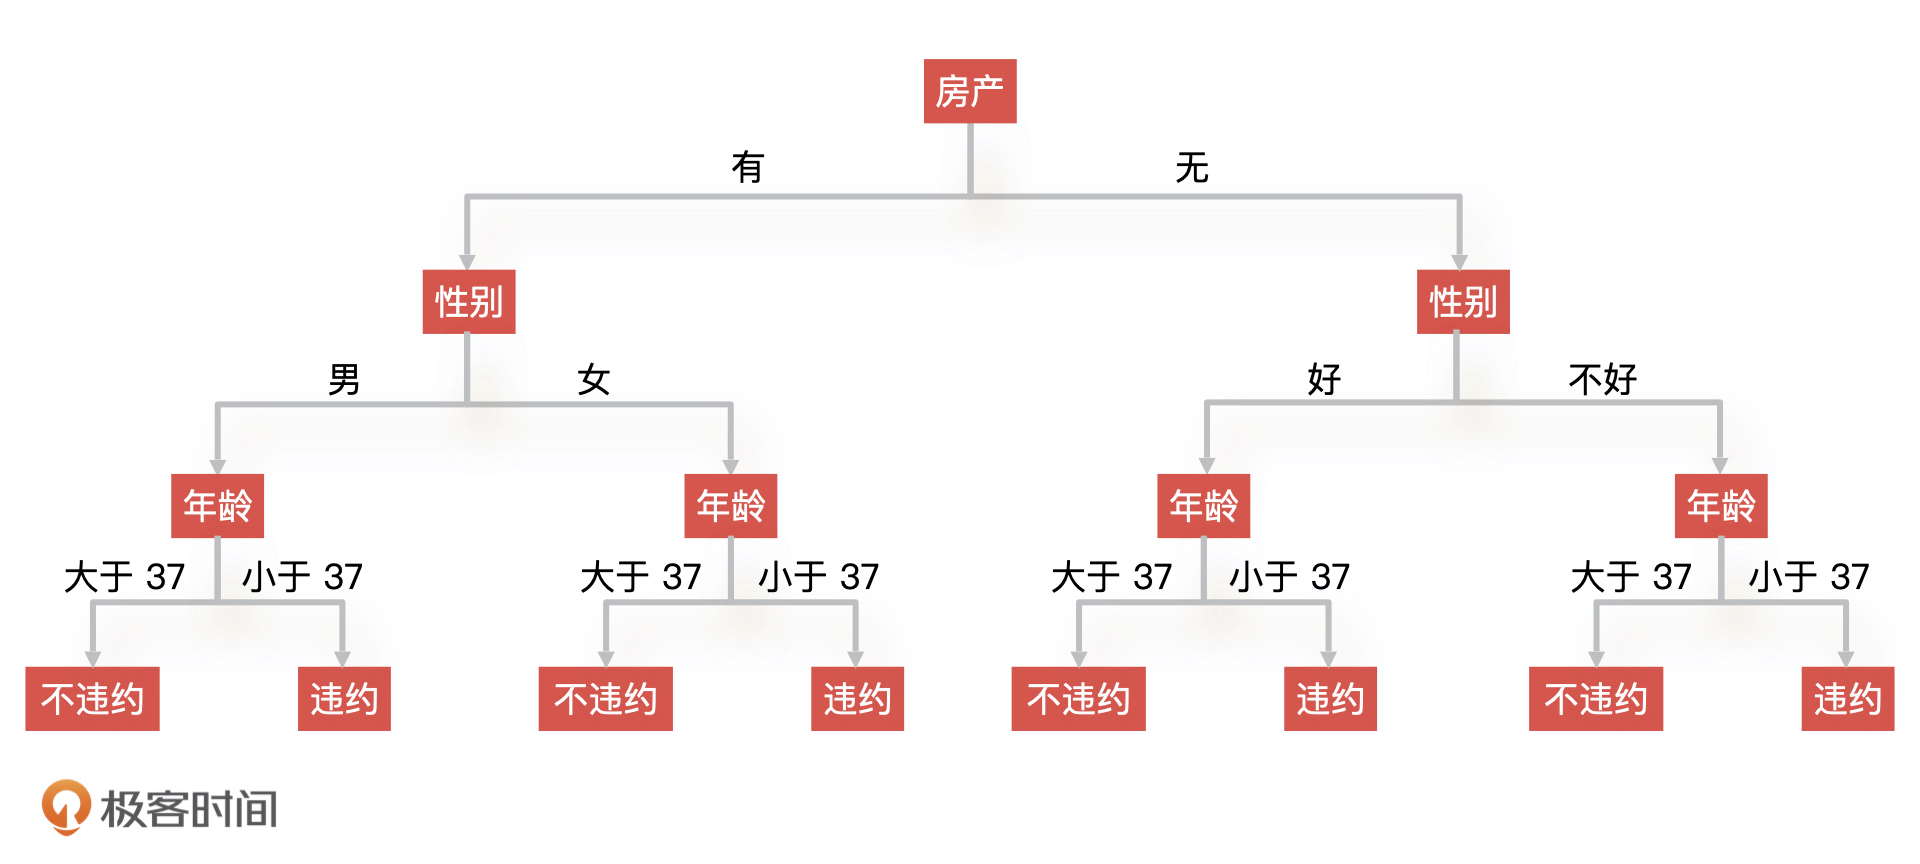 房产
有
无
性别
性别
男
女
好
不好
年龄
年龄
年龄
年龄
大于 37
小于 37
大于 37
小于 37
大于 37
小于 37
大于 37
小于 37
不违约
违约
不违约
违约
不违约
违约
不违约
违约
极客时间